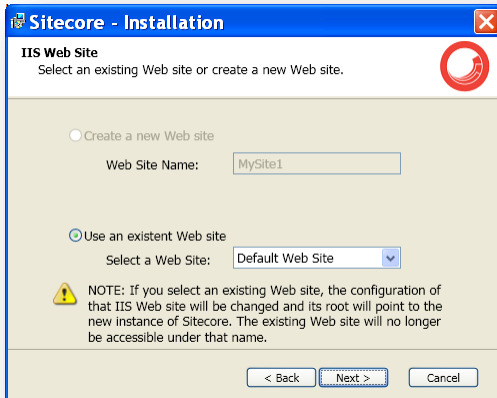 Sitecore - Installation
IIS Web Site
Select an existing Web site or create a new Web site.
Create a new Web site
Web Site Name: MySite1
Use an existent Web site
Select a Web Site: Default Web Site
NOTE: If you select an existing Web site, the configuration of
that IIS Web site will be changed and its root will point to the
new instance of Sitecore. The existing Web site will no longer
be accessible under that name.
< Back Next > Cancel